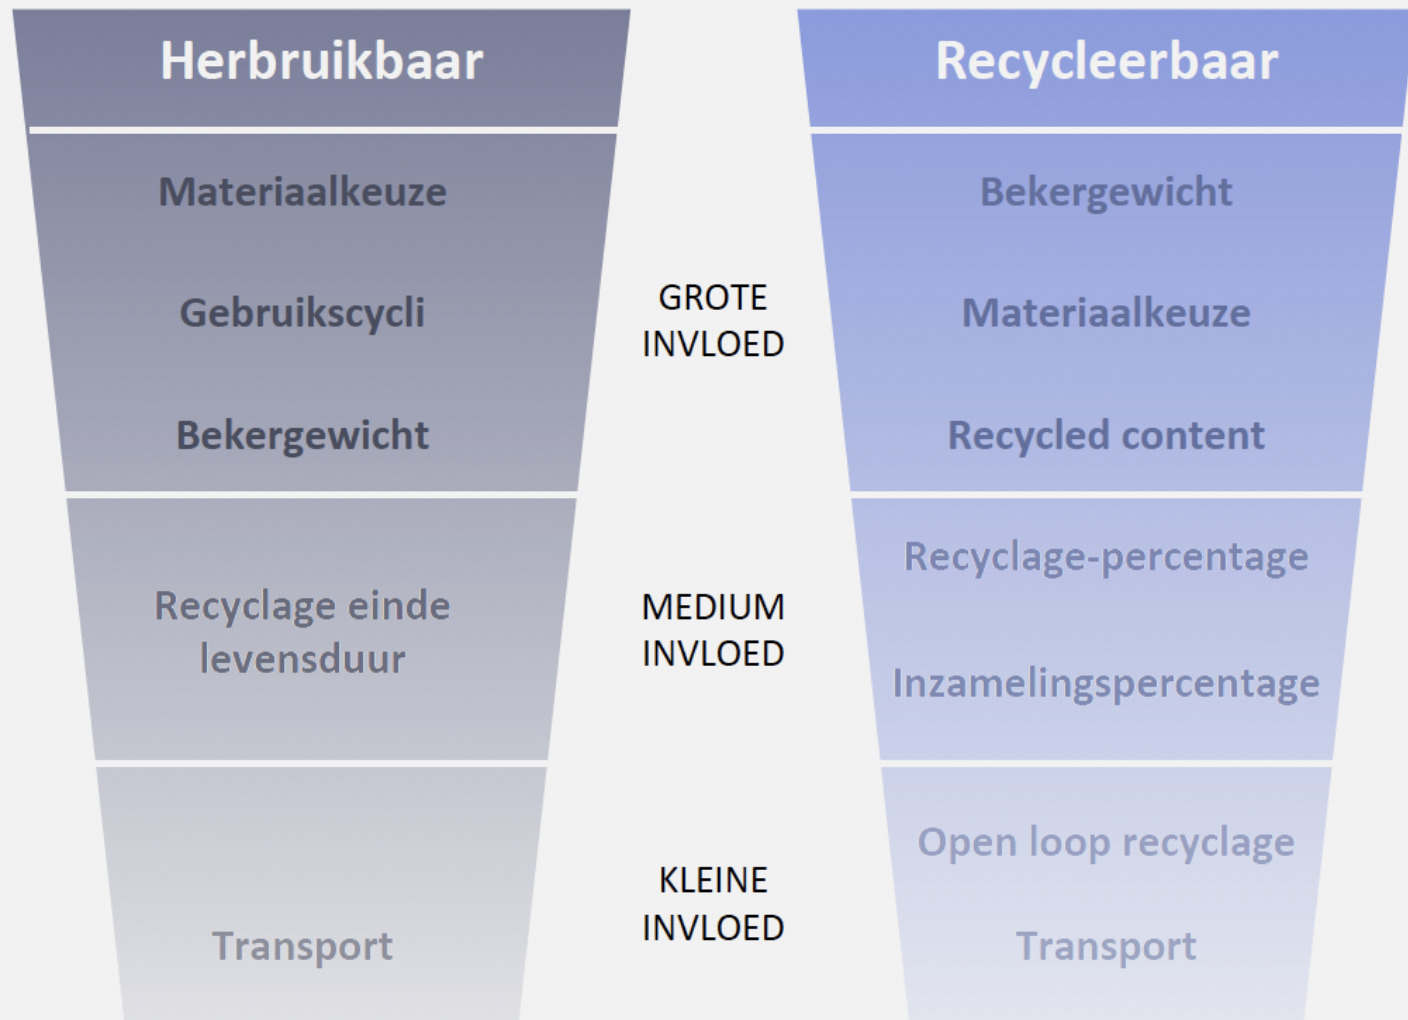 Herbruikbaar
Materiaalkeuze
Gebruikscycli
Bekergewicht
Recyclage einde
levensduur
Transport
GROTE
INVLOED
MEDIUM
INVLOED
KLEINE
INVLOED
Recycleerbaar
Bekergewicht
Materiaalkeuze
Recycled content
Recyclage-percentage
Inzamelingspercentage
Open loop recyclage
Transport